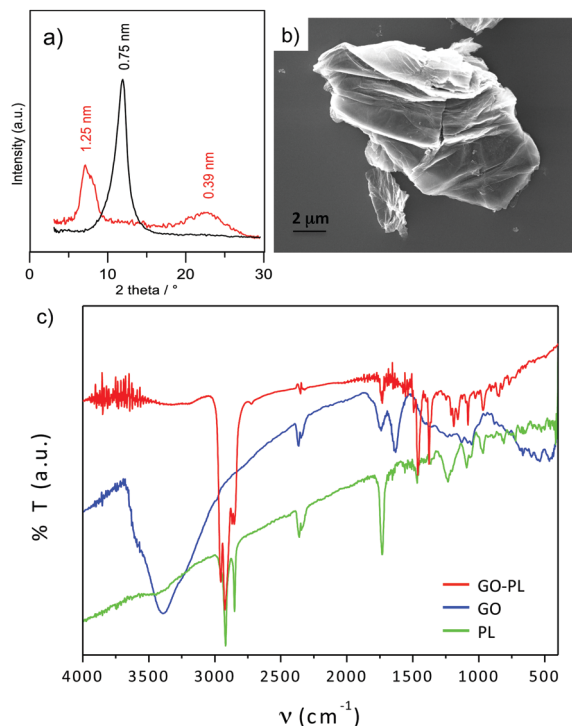 a)
Intensity (a.u.)
1.25 nm
0.75 nm
0.39 nm
0 10 20 30
2 theta / °
b)
2 μm
c)
% T (a.u.)
GO-PL
GO
PL
4000 3500 3000 2500 2000 1500 1000 500
ν (cm⁻¹)